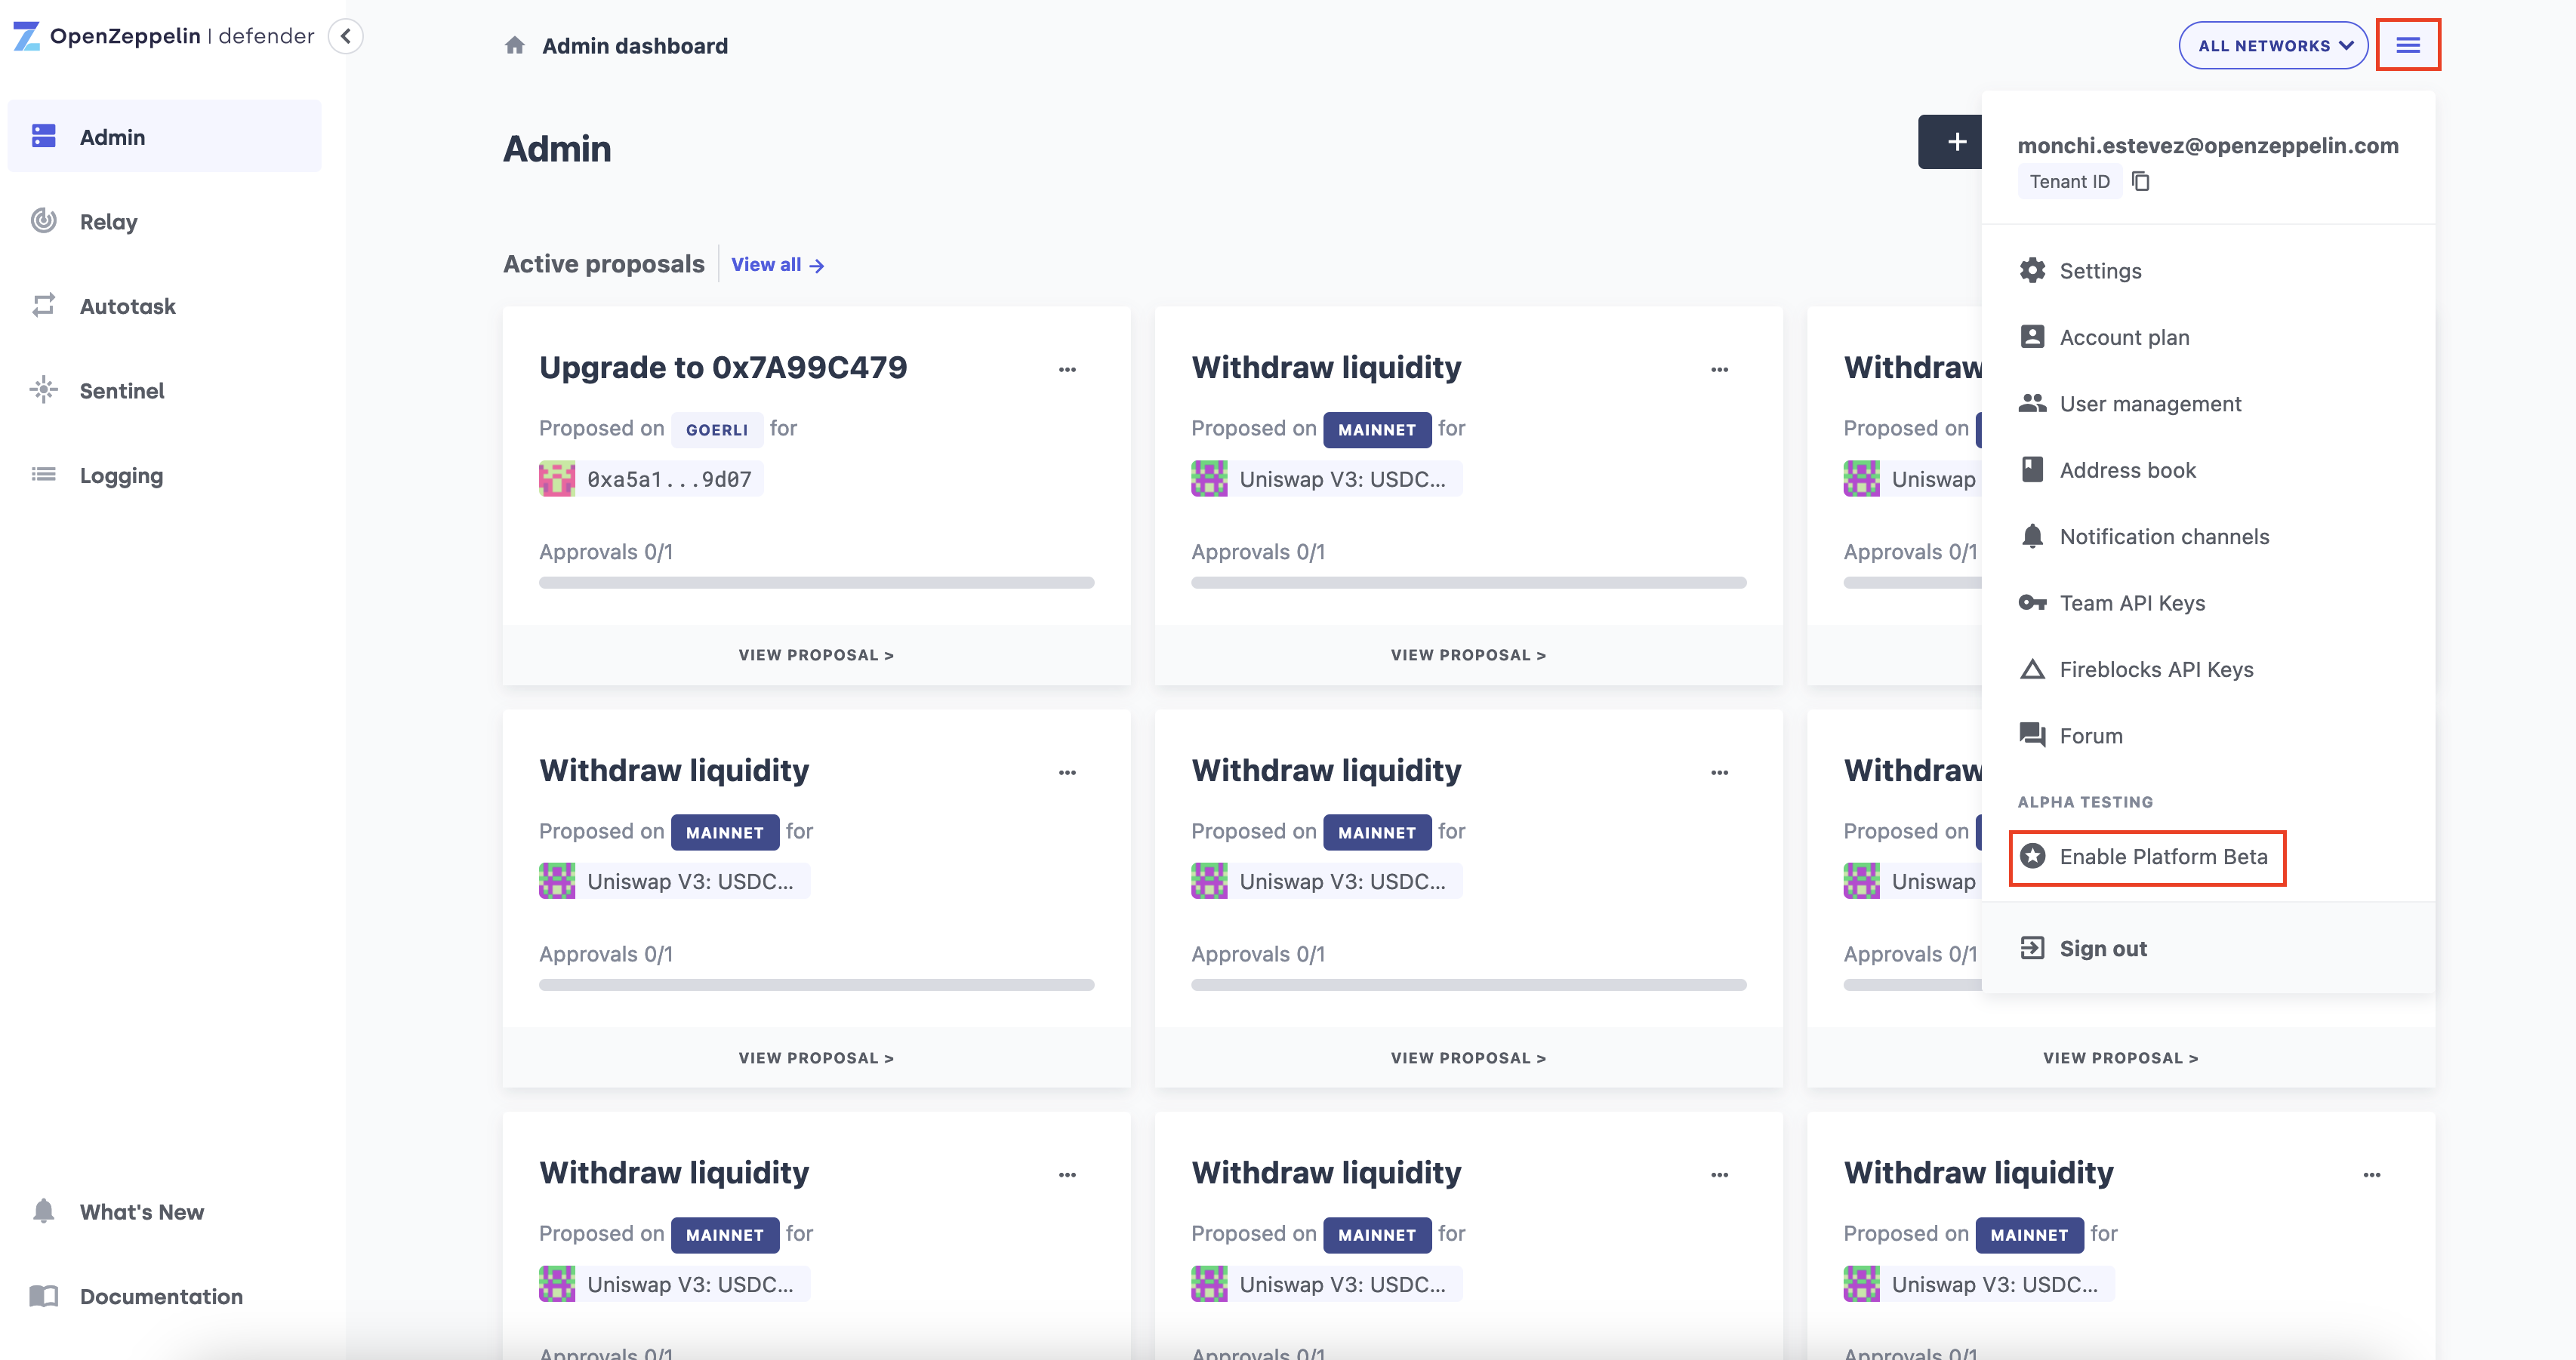 OpenZeppelin | defender
Admin
Relay
Autotask
Sentinel
Logging
What's New
Documentation
Admin dashboard
ALL NETWORKS
Admin
+
Active proposals
View all →
Upgrade to 0x7A99C479
...
Proposed on GOERLI for
0xa5a1...9d07
Approvals 0/1
VIEW PROPOSAL >
Withdraw liquidity
...
Proposed on MAINNET for
Uniswap V3: USDC...
Approvals 0/1
VIEW PROPOSAL >
Withdraw
Proposed on
Uniswap
Approvals 0/1
Withdraw liquidity
...
Proposed on MAINNET for
Uniswap V3: USDC...
Approvals 0/1
VIEW PROPOSAL >
Withdraw liquidity
...
Proposed on MAINNET for
Uniswap V3: USDC...
Approvals 0/1
VIEW PROPOSAL >
Withdraw
Proposed on
Uniswap
Approvals 0/1
VIEW PROPOSAL >
Withdraw liquidity
...
Proposed on MAINNET for
Uniswap V3: USDC...
Approvals 0/1
Withdraw liquidity
...
Proposed on MAINNET for
Uniswap V3: USDC...
Approvals 0/1
Withdraw liquidity
...
Proposed on MAINNET for
Uniswap V3: USDC...
Approvals 0/1
monchi.estevez@openzeppelin.com
Tenant ID
Settings
Account plan
User management
Address book
Notification channels
Team API Keys
Fireblocks API Keys
Forum
ALPHA TESTING
Enable Platform Beta
Sign out